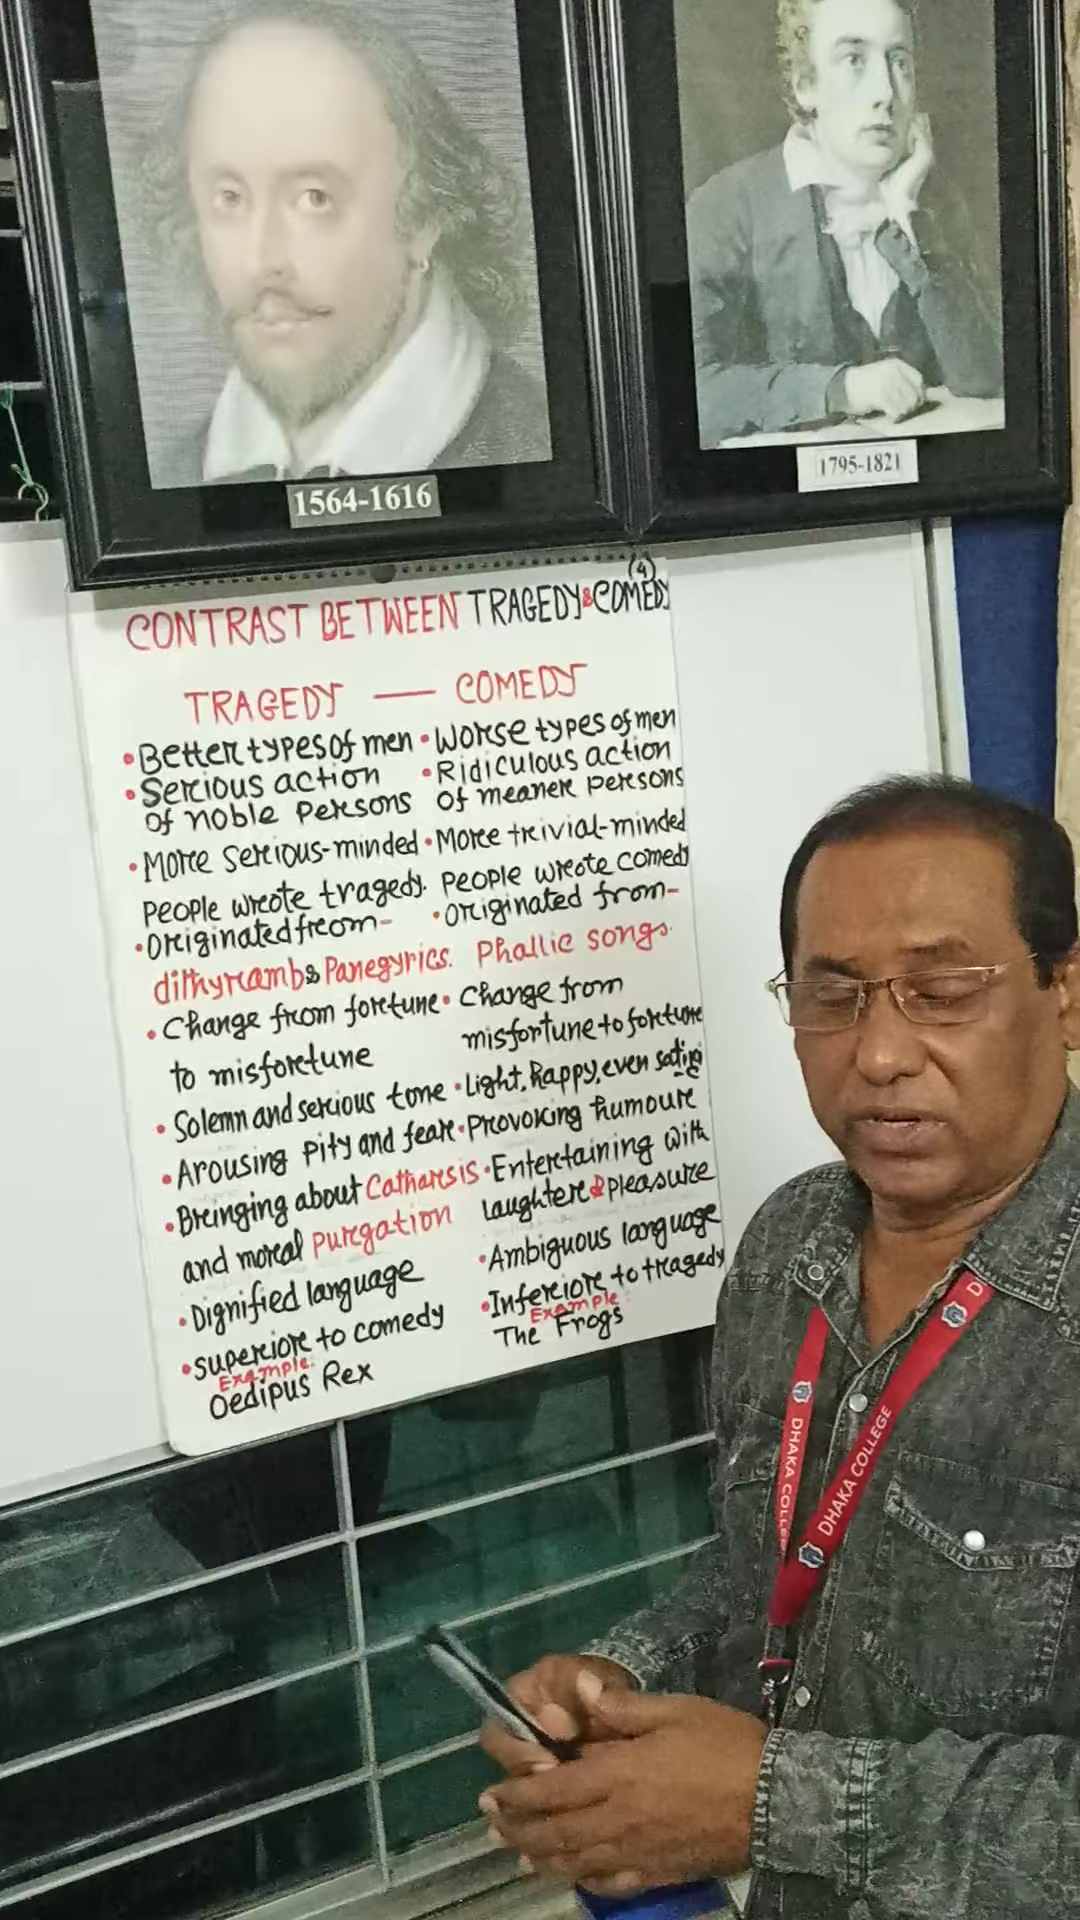 1564-1616
1795-1821
(4)
CONTRAST BETWEEN TRAGEDY & COMEDY
TRAGEDY — COMEDY
• Better types of men • Worse types of men
• Serious action • Ridiculous action
of noble persons of meaner persons
• More serious-minded • More trivial-minded
people wrote tragedy. people wrote comedy
• Originated from- • Originated from-
dithyramb & Panegyrics. Phallic songs.
• Change from fortune • Change from
to misfortune misfortune to fortune
• Solemn and serious tone • Light, happy, even
• Arousing pity and fear • Provoking humour
• Bringing about Catharsis • Entertaining with
and moral purgation laughter & pleasure
• Dignified language • Ambiguous language
• superior to comedy • Inferior to tragedy
Example: Example:
Oedipus Rex The Frogs
DHAKA COLLEGE
DHAKA COLLEGE
D